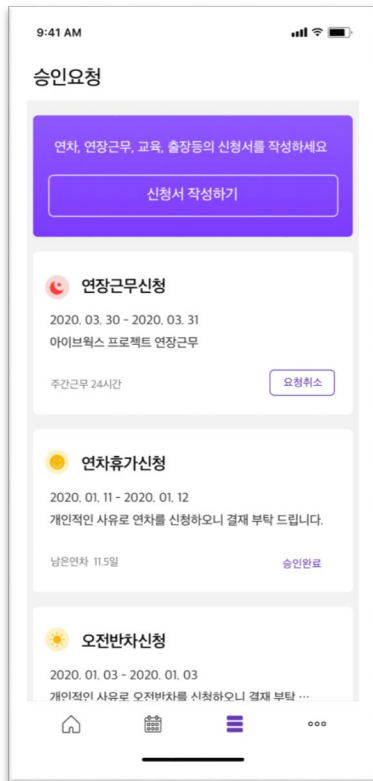 9:41 AM
승인요청
연차, 연장근무, 교육, 출장등의 신청서를 작성하세요
신청서 작성하기
연장근무신청
2020. 03. 30 - 2020. 03. 31
아이브웍스 프로젝트 연장근무
주간근무 24시간
요청취소
연차휴가신청
2020. 01. 11 - 2020. 01. 12
개인적인 사유로 연차를 신청하오니 결재 부탁 드립니다.
남은연차 11.5일
승인완료
오전반차신청
2020. 01. 03 - 2020. 01. 03
개인적인 사유로 오전반차를 신청하오니 결재 부탁 ···